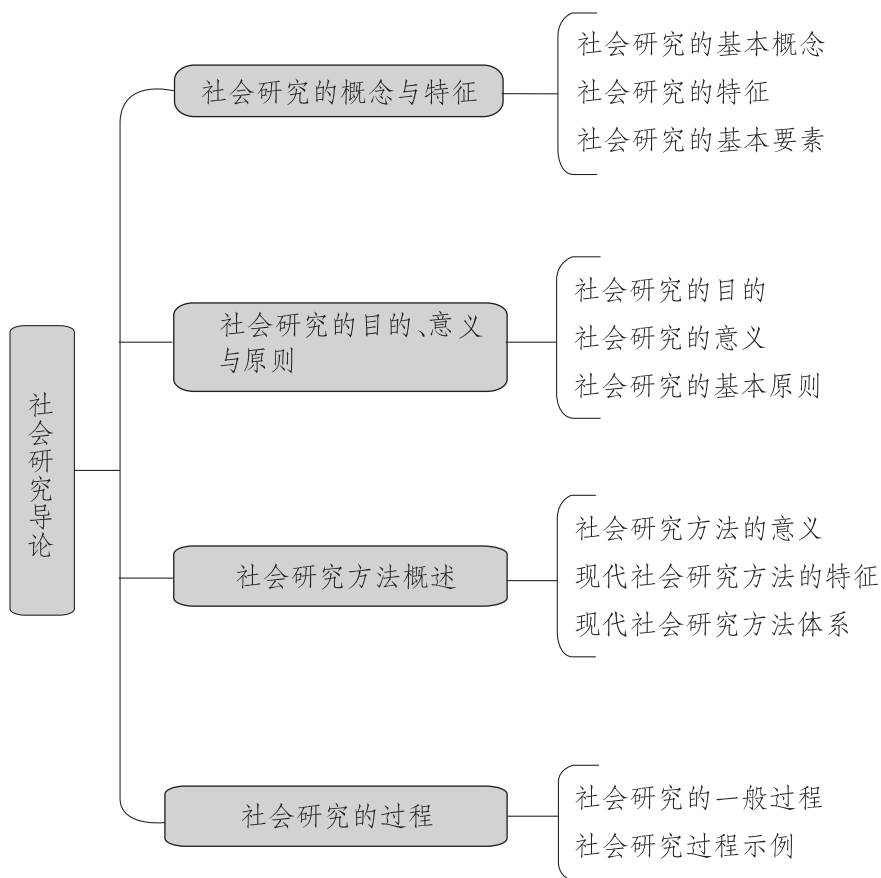 社会研究导论
社会研究的概念与特征
社会研究的基本概念
社会研究的特征
社会研究的基本要素
社会研究的目的、意义
与原则
社会研究的目的
社会研究的意义
社会研究的基本原则
社会研究方法概述
社会研究方法的意义
现代社会研究方法的特征
现代社会研究方法体系
社会研究的过程
社会研究的一般过程
社会研究过程示例